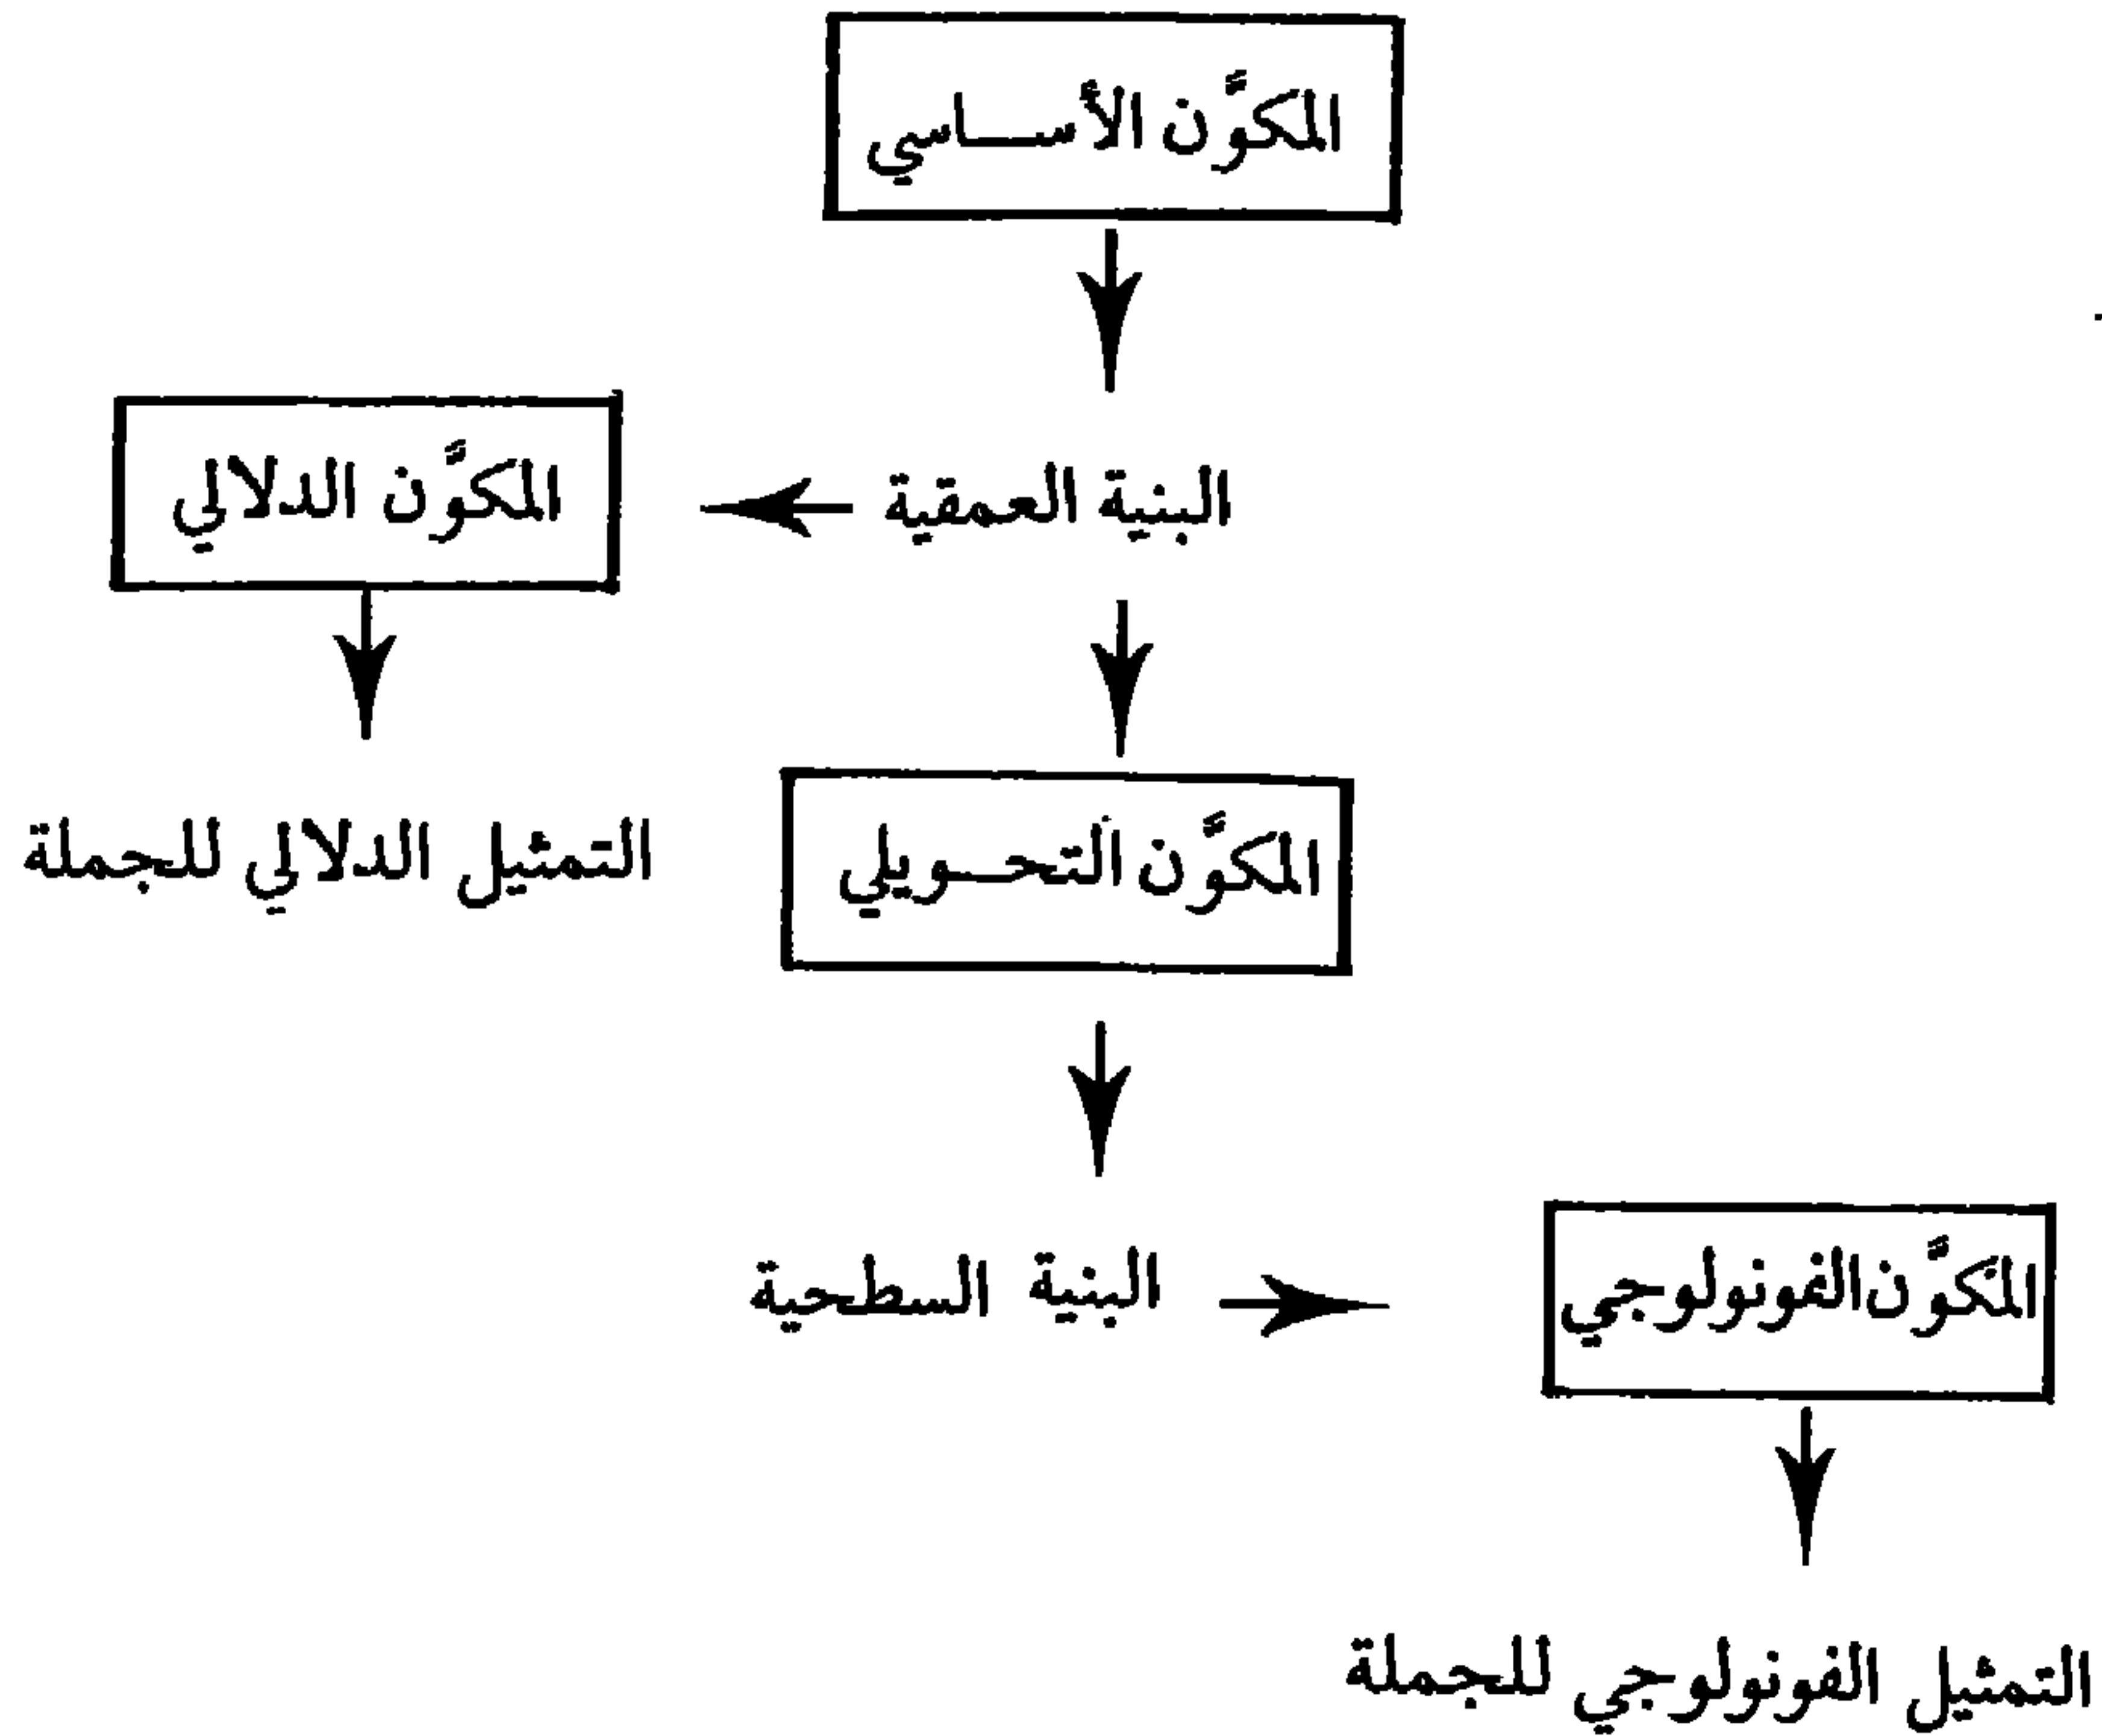 المكوَّن الأساسي
البنية العمقية
المكوَّن الدلالي
المكوَّن التحويلي
التمثيل الدلالي للجملة
المكوَّن الفونولوجي
البنية السطحية
التمثيل الفونولوجي للجملة